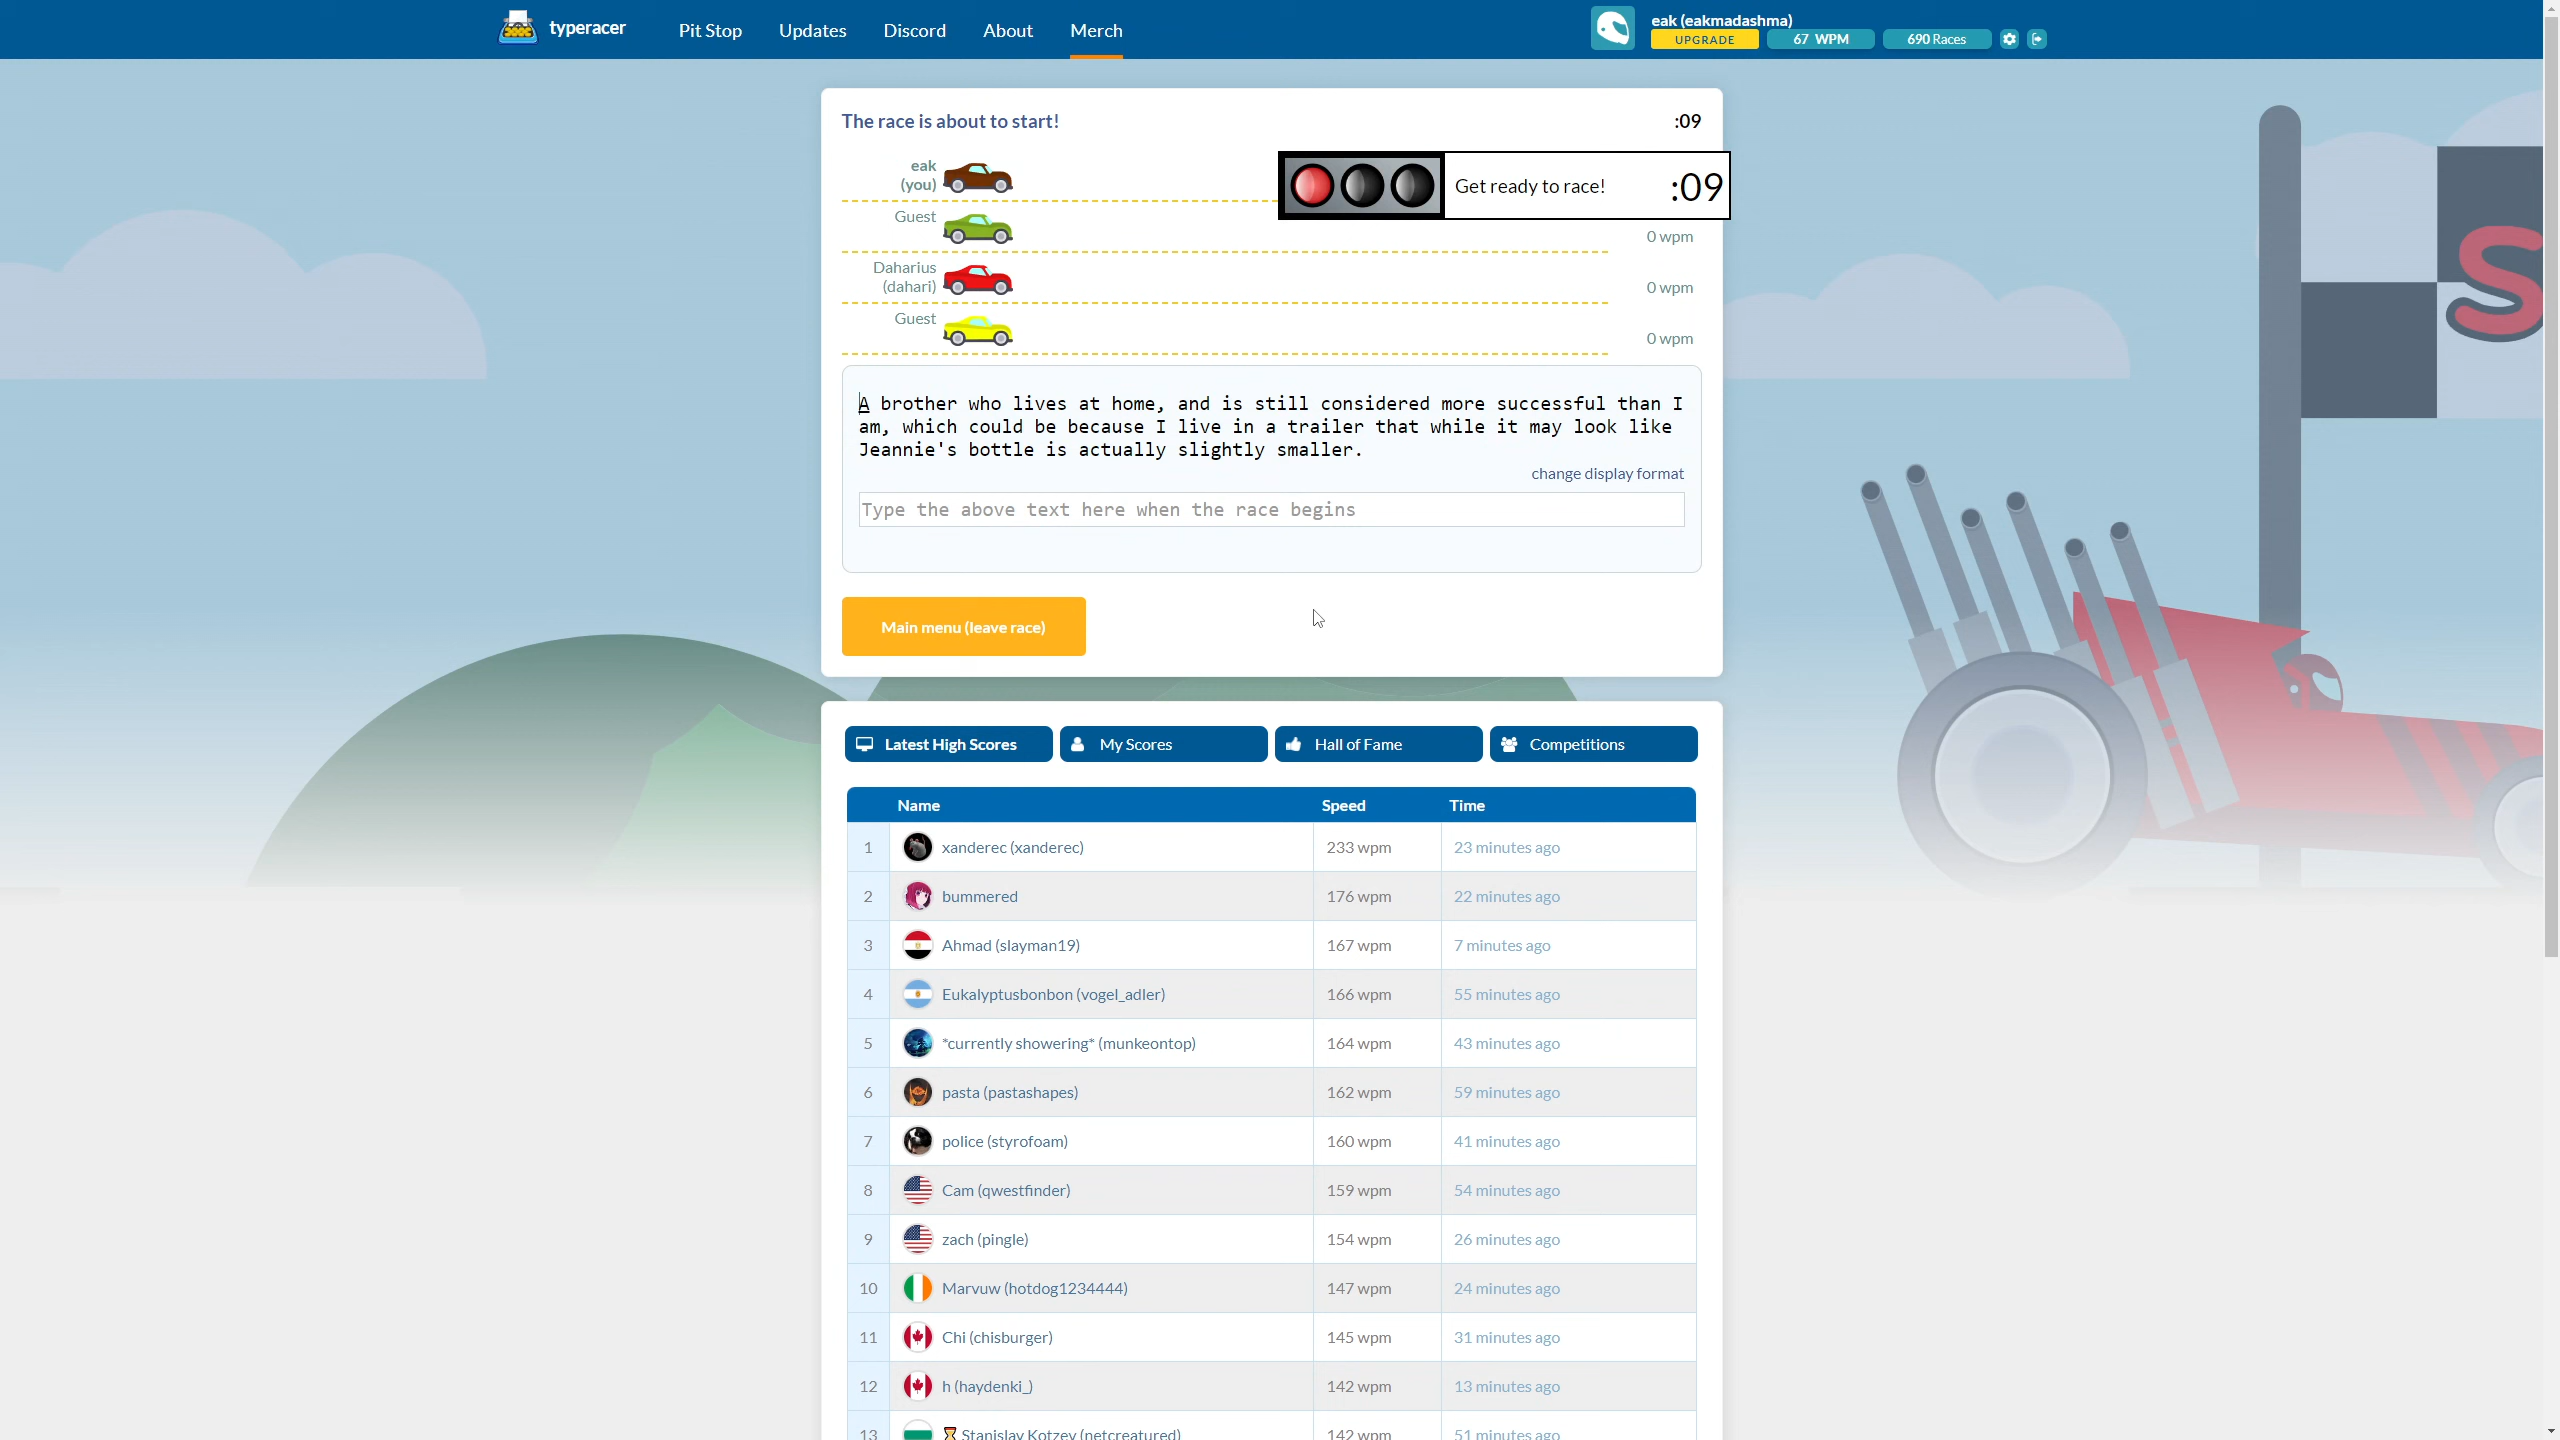 typeracer
Pit Stop
Updates
Discord
About
Merch
eak (eakmadashma)
UPGRADE
67 WPM
690 Races
The race is about to start!
:09
eak
(you)
Get ready to race!
:09
Guest
0 wpm
Daharius
(dahari)
0 wpm
Guest
0 wpm
A brother who lives at home, and is still considered more successful than I
am, which could be because I live in a trailer that while it may look like
Jeannie's bottle is actually slightly smaller.
change display format
Type the above text here when the race begins
Main menu (leave race)
S
Latest High Scores
My Scores
Hall of Fame
Competitions
Name Speed Time
1 xanderec (xanderec) 233 wpm 23 minutes ago
2 bummered 176 wpm 22 minutes ago
3 Ahmad (slayman19) 167 wpm 7 minutes ago
4 Eukalyptusbonbon (vogel_adler) 166 wpm 55 minutes ago
5 *currently showering* (munkeontop) 164 wpm 43 minutes ago
6 pasta (pastashapes) 162 wpm 59 minutes ago
7 police (styrofoam) 160 wpm 41 minutes ago
8 Cam (qwestfinder) 159 wpm 54 minutes ago
9 zach (pingle) 154 wpm 26 minutes ago
10 Marvuw (hotdog1234444) 147 wpm 24 minutes ago
11 Chi (chisburger) 145 wpm 31 minutes ago
12 h (haydenki_) 142 wpm 13 minutes ago
13 Stanislav Kotzev (netcreatured) 142 wpm 51 minutes ago